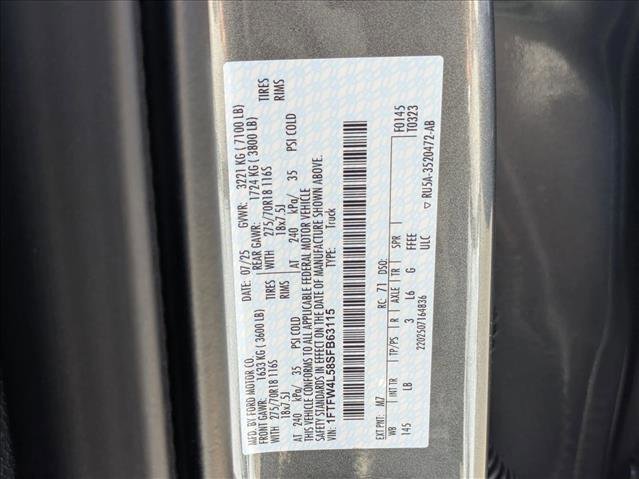 MFD. BY FORD MOTOR CO.
DATE: 07/25 GVWR: 3221 KG ( 7100 LB)
FRONT GAWR: 1633 KG ( 3600 LB) REAR GAWR: 1724 KG ( 3800 LB)
WITH 275/70R18 116S TIRES WITH 275/70R18 116S TIRES
18x7.5J RIMS 18x7.5J RIMS
AT 240 kPa/ 35 PSI COLD AT 240 kPa/ 35 PSI COLD
THIS VEHICLE CONFORMS TO ALL APPLICABLE FEDERAL MOTOR VEHICLE
SAFETY STANDARDS IN EFFECT ON THE DATE OF MANUFACTURE SHOWN ABOVE.
VIN: 1FTFW4L58SFB63115 TYPE: Truck
F0145
T0323
EXT PNT: M7 RC: 71 DSO:
WB INT TR TP/PS R AXLE TR SPR
145 LB 3 L6 G FFEE
ULC
2202507164836 ▽ RU5A-3520472-AB